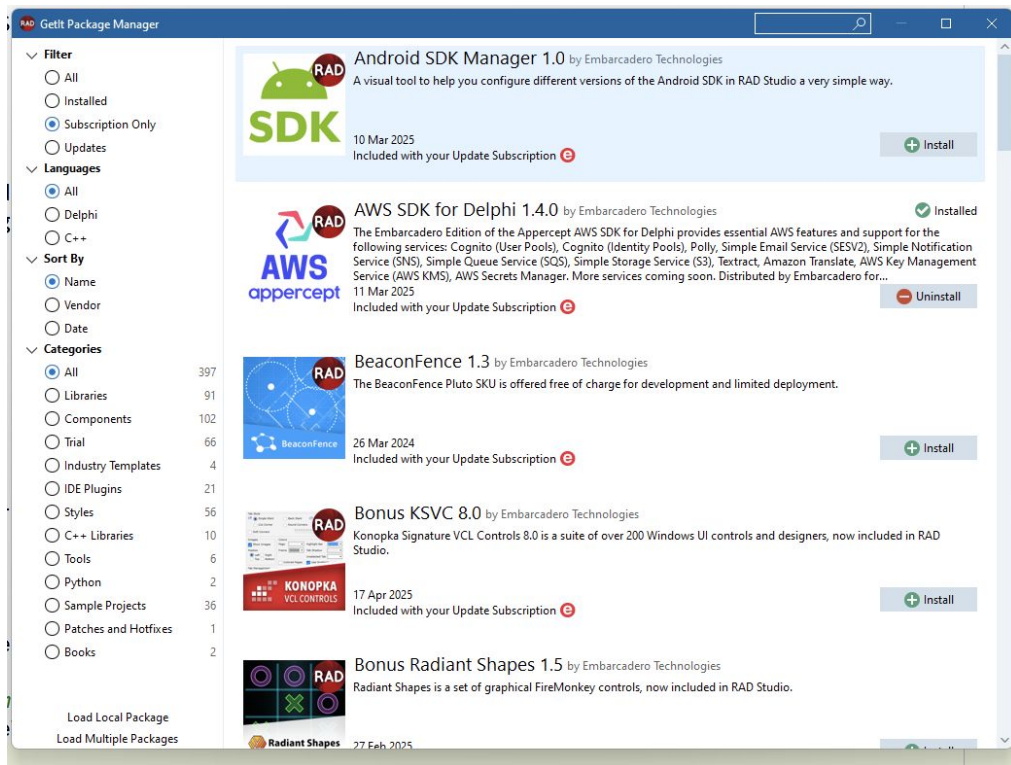 RAD GetIt Package Manager
Filter
All
Installed
Subscription Only
Updates
Languages
All
Delphi
C++
Sort By
Name
Vendor
Date
Categories
All 397
Libraries 91
Components 102
Trial 66
Industry Templates 4
IDE Plugins 21
Styles 56
C++ Libraries 10
Tools 6
Python 2
Sample Projects 36
Patches and Hotfixes 1
Books 2
Load Local Package
Load Multiple Packages
RAD
SDK
Android SDK Manager 1.0 by Embarcadero Technologies
A visual tool to help you configure different versions of the Android SDK in RAD Studio a very simple way.
10 Mar 2025
Included with your Update Subscription e
Install
RAD
AWS
appercept
AWS SDK for Delphi 1.4.0 by Embarcadero Technologies
Installed
The Embarcadero Edition of the Appercept AWS SDK for Delphi provides essential AWS features and support for the
following services: Cognito (User Pools), Cognito (Identity Pools), Polly, Simple Email Service (SESV2), Simple Notification
Service (SNS), Simple Queue Service (SQS), Simple Storage Service (S3), Textract, Amazon Translate, AWS Key Management
Service (AWS KMS), AWS Secrets Manager. More services coming soon. Distributed by Embarcadero for...
11 Mar 2025
Included with your Update Subscription e
Uninstall
RAD
BeaconFence
BeaconFence 1.3 by Embarcadero Technologies
The BeaconFence Pluto SKU is offered free of charge for development and limited deployment.
26 Mar 2024
Included with your Update Subscription e
Install
RAD
KONOPKA
VCL CONTROLS
Bonus KSVC 8.0 by Embarcadero Technologies
Konopka Signature VCL Controls 8.0 is a suite of over 200 Windows UI controls and designers, now included in RAD
Studio.
17 Apr 2025
Included with your Update Subscription e
Install
RAD
Radiant Shapes
Bonus Radiant Shapes 1.5 by Embarcadero Technologies
Radiant Shapes is a set of graphical FireMonkey controls, now included in RAD Studio.
27 Feb 2025
Install